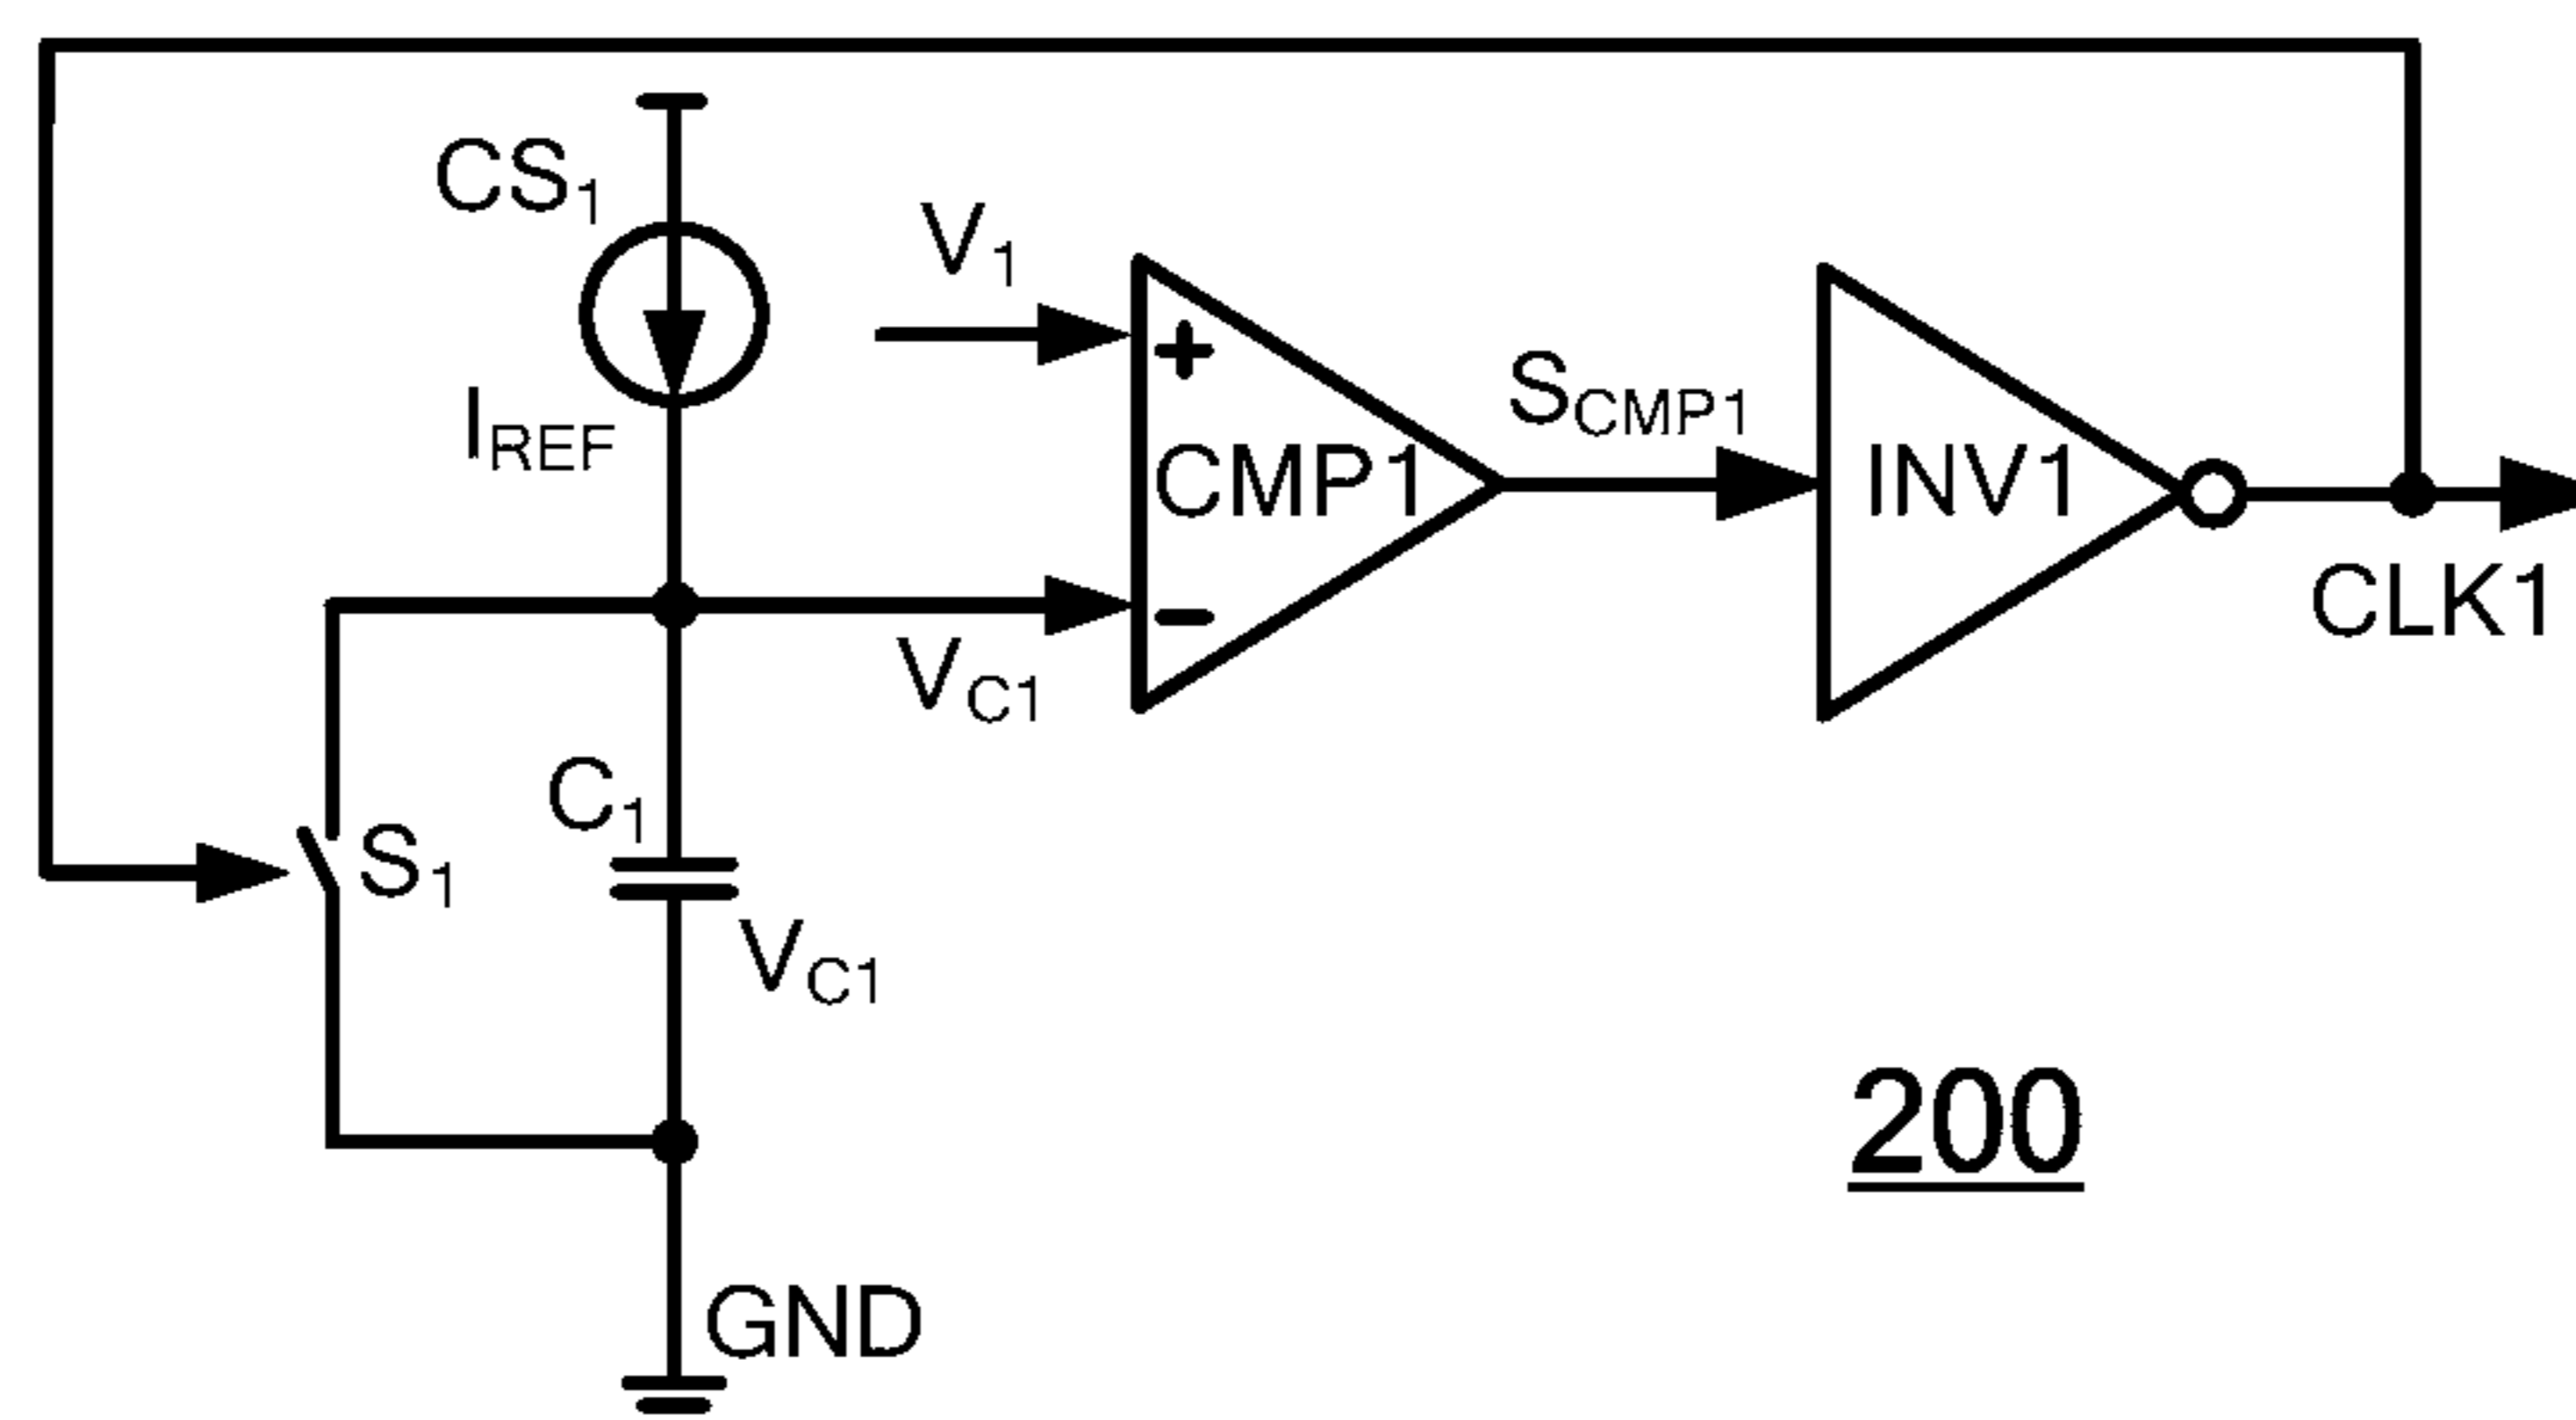 CS1
V1
IREF
+
CMP1
SCMP1
INV1
−
VC1
CLK1
C1
S1
VC1
200
GND